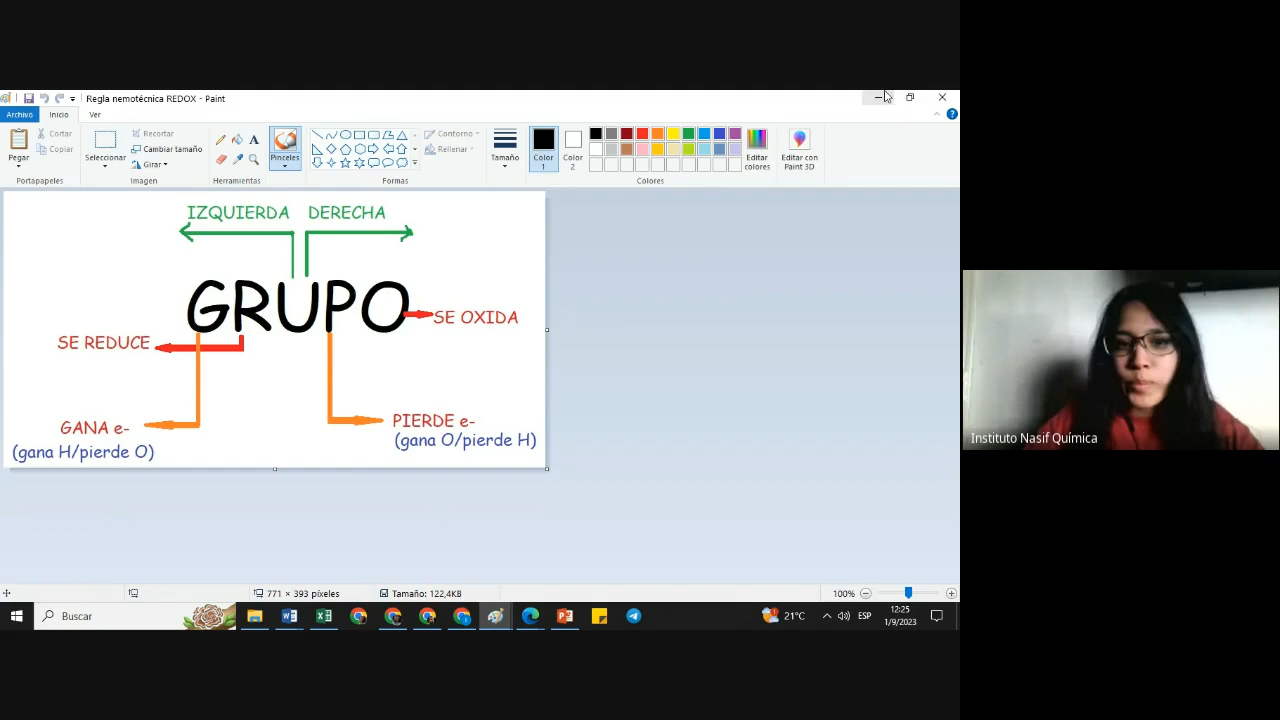 Regla nemotécnica REDOX - Paint
Archivo Inicio Ver
Pegar
Cortar
Copiar
Portapapeles
Seleccionar
Recortar
Cambiar tamaño
Girar
Imagen
A
Herramientas
Pinceles
Formas
Contorno
Rellenar
Tamaño
Color
1
Color
2
Editar
colores
Editar con
Paint 3D
Colores
IZQUIERDA DERECHA
GRUPO
SE OXIDA
SE REDUCE
GANA e-
(gana H/pierde O)
PIERDE e-
(gana O/pierde H)
Instituto Nasif Química
771 × 393 píxeles
Tamaño: 122,4KB
100%
Buscar
21°C
ESP
12:25
1/9/2023